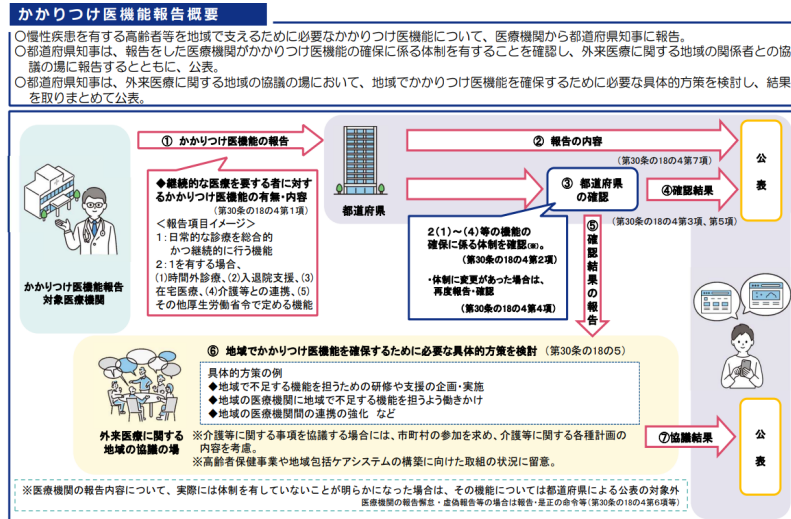 かかりつけ医機能報告概要
○慢性疾患を有する高齢者等を地域で支えるために必要なかかりつけ医機能について、医療機関から都道府県知事に報告。
○都道府県知事は、報告をした医療機関がかかりつけ医機能の確保に係る体制を有することを確認し、外来医療に関する地域の関係者との協
議の場に報告するとともに、公表。
○都道府県知事は、外来医療に関する地域の協議の場において、地域でかかりつけ医機能を確保するために必要な具体的方策を検討し、結果
を取りまとめて公表。
かかりつけ医機能報告
対象医療機関
① かかりつけ医機能の報告
◆継続的な医療を要する者に対す
るかかりつけ医機能の有無・内容
(第30条の18の4第1項)
<報告項目イメージ>
1:日常的な診療を総合的
かつ継続的に行う機能
2:1を有する場合、
(1)時間外診療、(2)入退院支援、(3)
在宅医療、(4)介護等との連携、(5)
その他厚生労働省令で定める機能
都道府県
② 報告の内容
(第30条の18の4第7項)
③ 都道府県
の確認
④確認結果
(第30条の18の4第3項、第5項)
公
表
2(1)~(4)等の機能の
確保に係る体制を確認(※)。
(第30条の18の4第2項)
・体制に変更があった場合は、
再度報告・確認
(第30条の18の4第4項)
⑤確認結果の報告
⑥ 地域でかかりつけ医機能を確保するために必要な具体的方策を検討 (第30条の18の5)
具体的方策の例
◆地域で不足する機能を担うための研修や支援の企画・実施
◆地域の医療機関に地域で不足する機能を担うよう働きかけ
◆地域の医療機関間の連携の強化 など
外来医療に関する
地域の協議の場
※介護等に関する事項を協議する場合には、市町村の参加を求め、介護等に関する各種計画の
内容を考慮。
※高齢者保健事業や地域包括ケアシステムの構築に向けた取組の状況に留意。
⑦協議結果
公
表
※医療機関の報告内容について、実際には体制を有していないことが明らかになった場合は、その機能については都道府県による公表の対象外
医療機関の報告懈怠・虚偽報告等の場合は報告・是正の命令等(第30条の18の4第6項等)